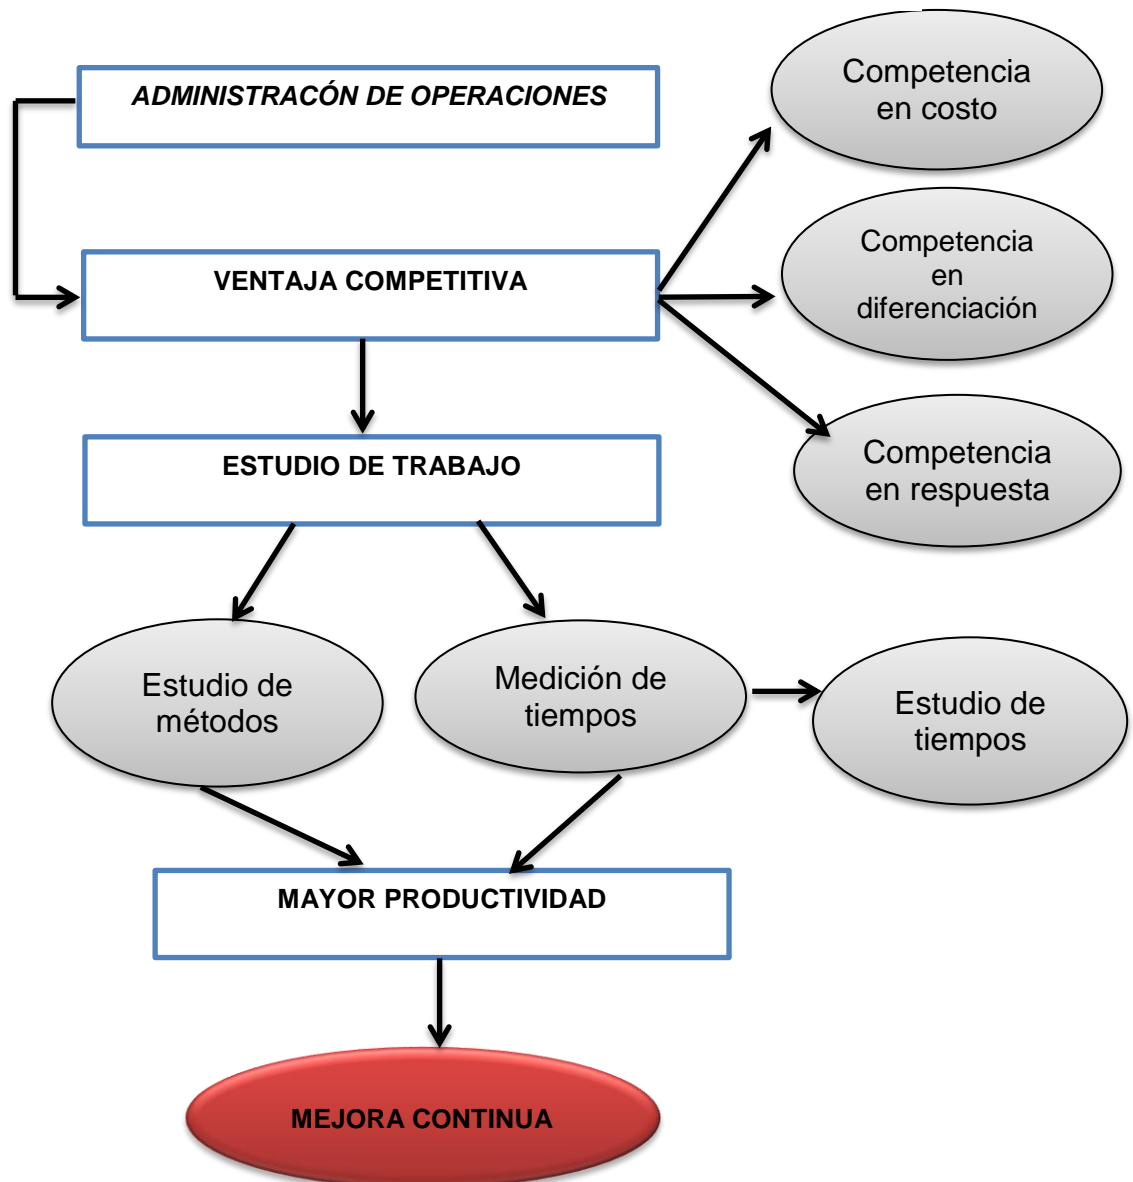 ADMINISTRACÓN DE OPERACIONES
Competencia
en costo
VENTAJA COMPETITIVA
Competencia
en
diferenciación
ESTUDIO DE TRABAJO
Competencia
en respuesta
Estudio de
métodos
Medición de
tiempos
Estudio de
tiempos
MAYOR PRODUCTIVIDAD
MEJORA CONTINUA